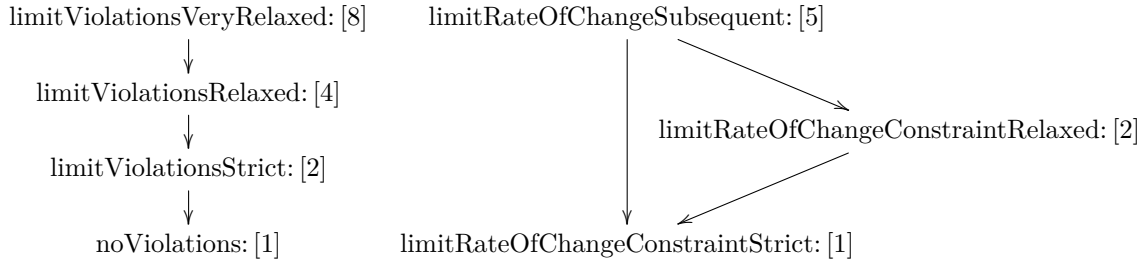 limitViolationsVeryRelaxed: [8]
limitRateOfChangeSubsequent: [5]
limitViolationsRelaxed: [4]
limitRateOfChangeConstraintRelaxed: [2]
limitViolationsStrict: [2]
noViolations: [1]
limitRateOfChangeConstraintStrict: [1]